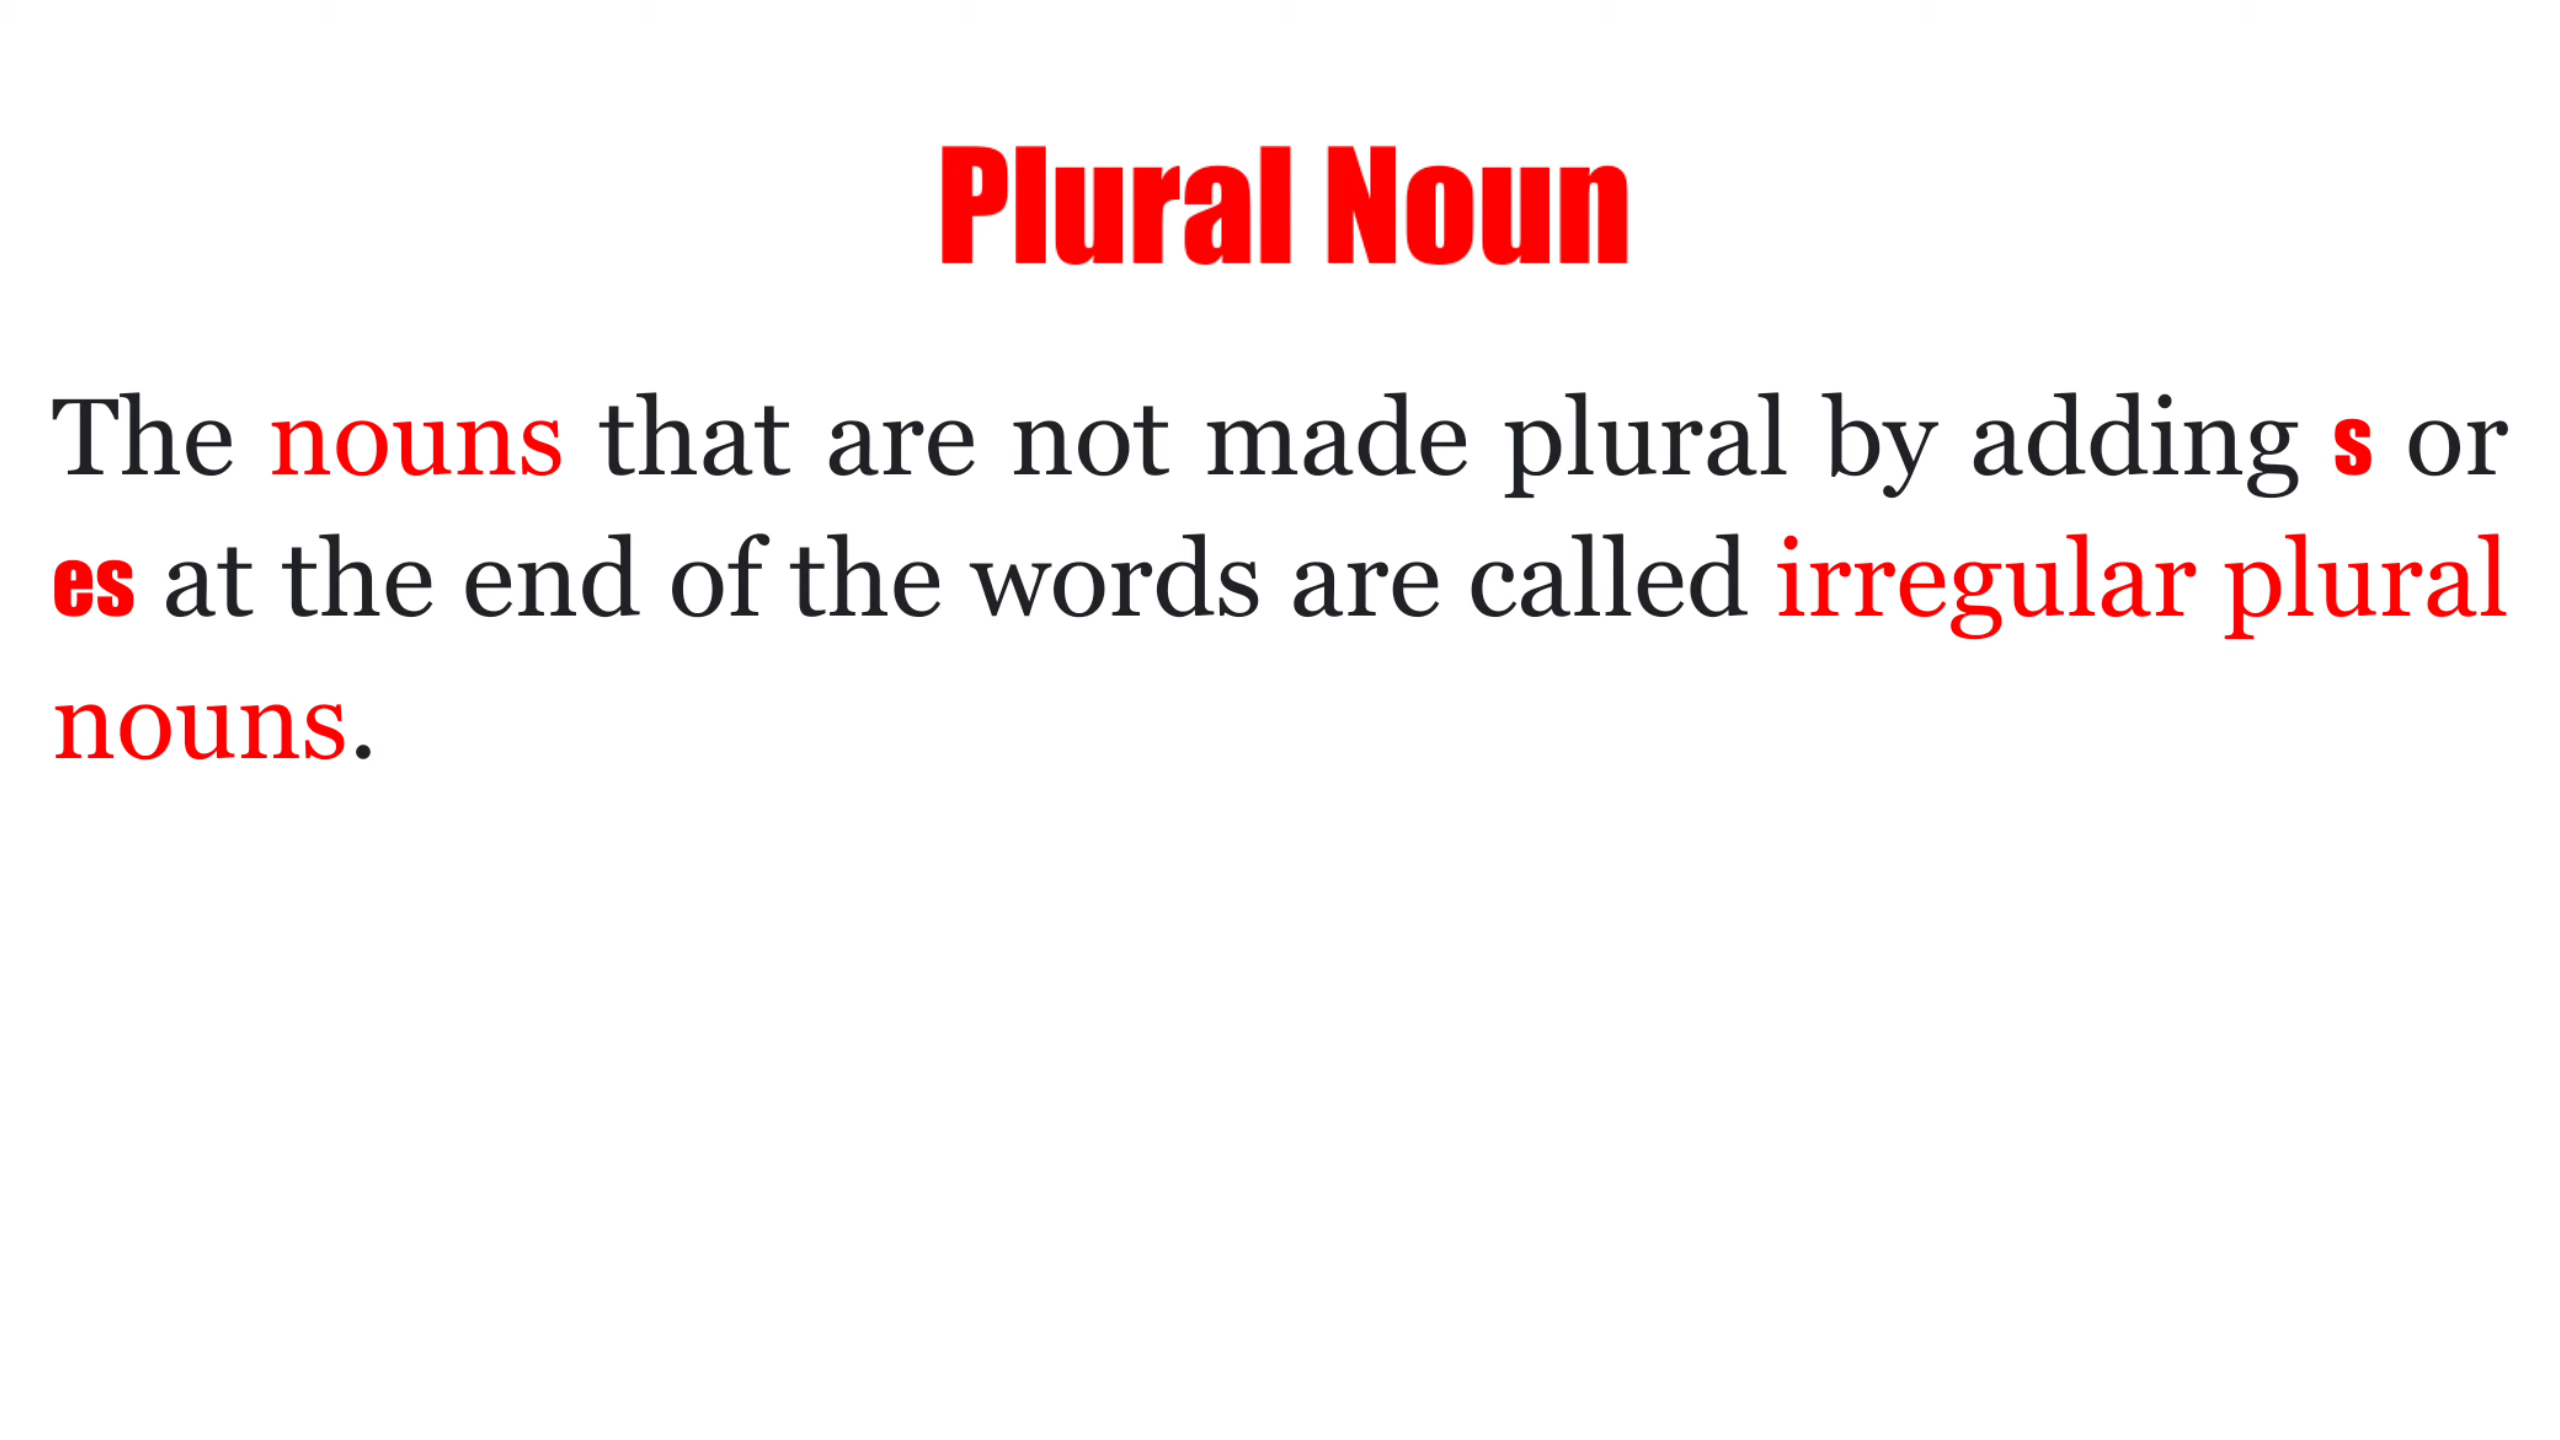 Plural Noun
The nouns that are not made plural by adding s or
es at the end of the words are called irregular plural
nouns.